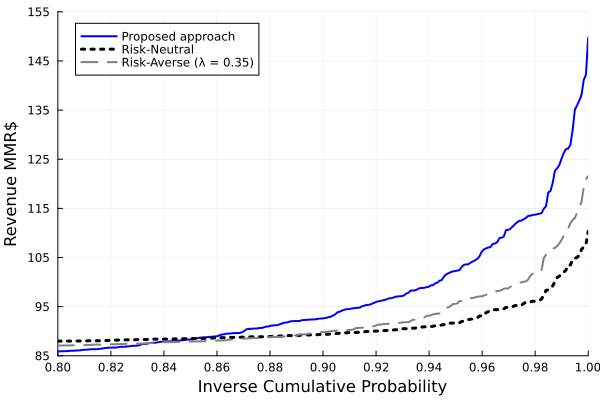 155
145
135
125
115
105
95
85
Revenue MMR$
Proposed approach
Risk-Neutral
Risk-Averse (λ = 0.35)
0.80 0.82 0.84 0.86 0.88 0.90 0.92 0.94 0.96 0.98 1.00
Inverse Cumulative Probability